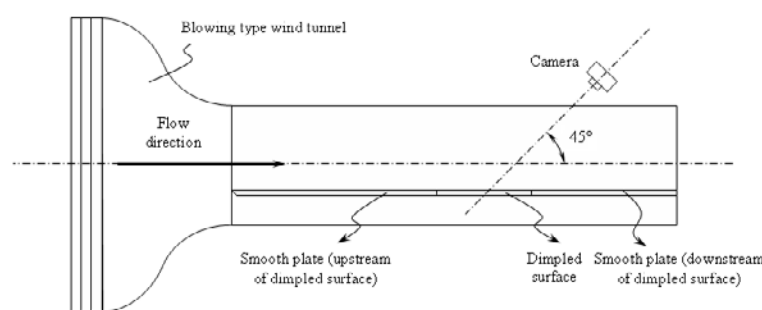 Blowing type wind tunnel
Camera
Flow
direction
45°
Smooth plate (upstream
of dimpled surface)
Dimpled
surface
Smooth plate (downstream
of dimpled surface)